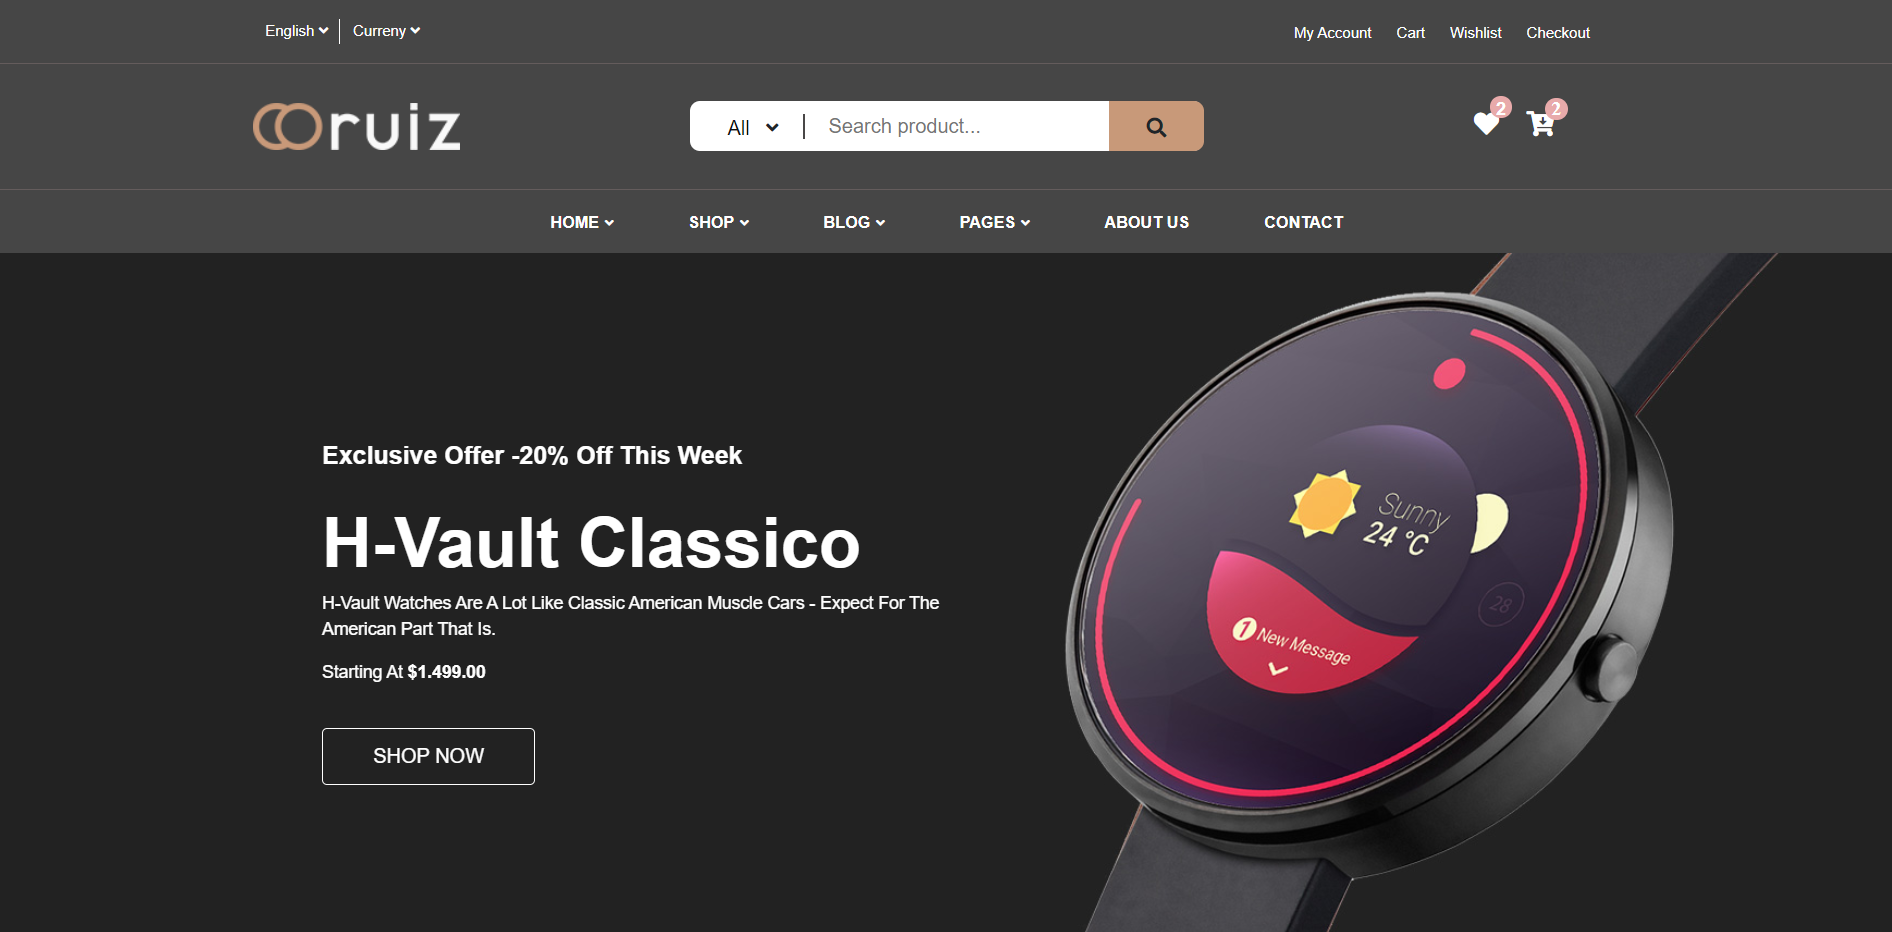 English
Curreny
My Account
Cart
Wishlist
Checkout
ruiz
All
Search product...
2
2
HOME
SHOP
BLOG
PAGES
ABOUT US
CONTACT
Exclusive Offer -20% Off This Week
H-Vault Classico
H-Vault Watches Are A Lot Like Classic American Muscle Cars - Expect For The
American Part That Is.
Starting At $1.499.00
SHOP NOW
Sunny
24 °C
28
1 New Message